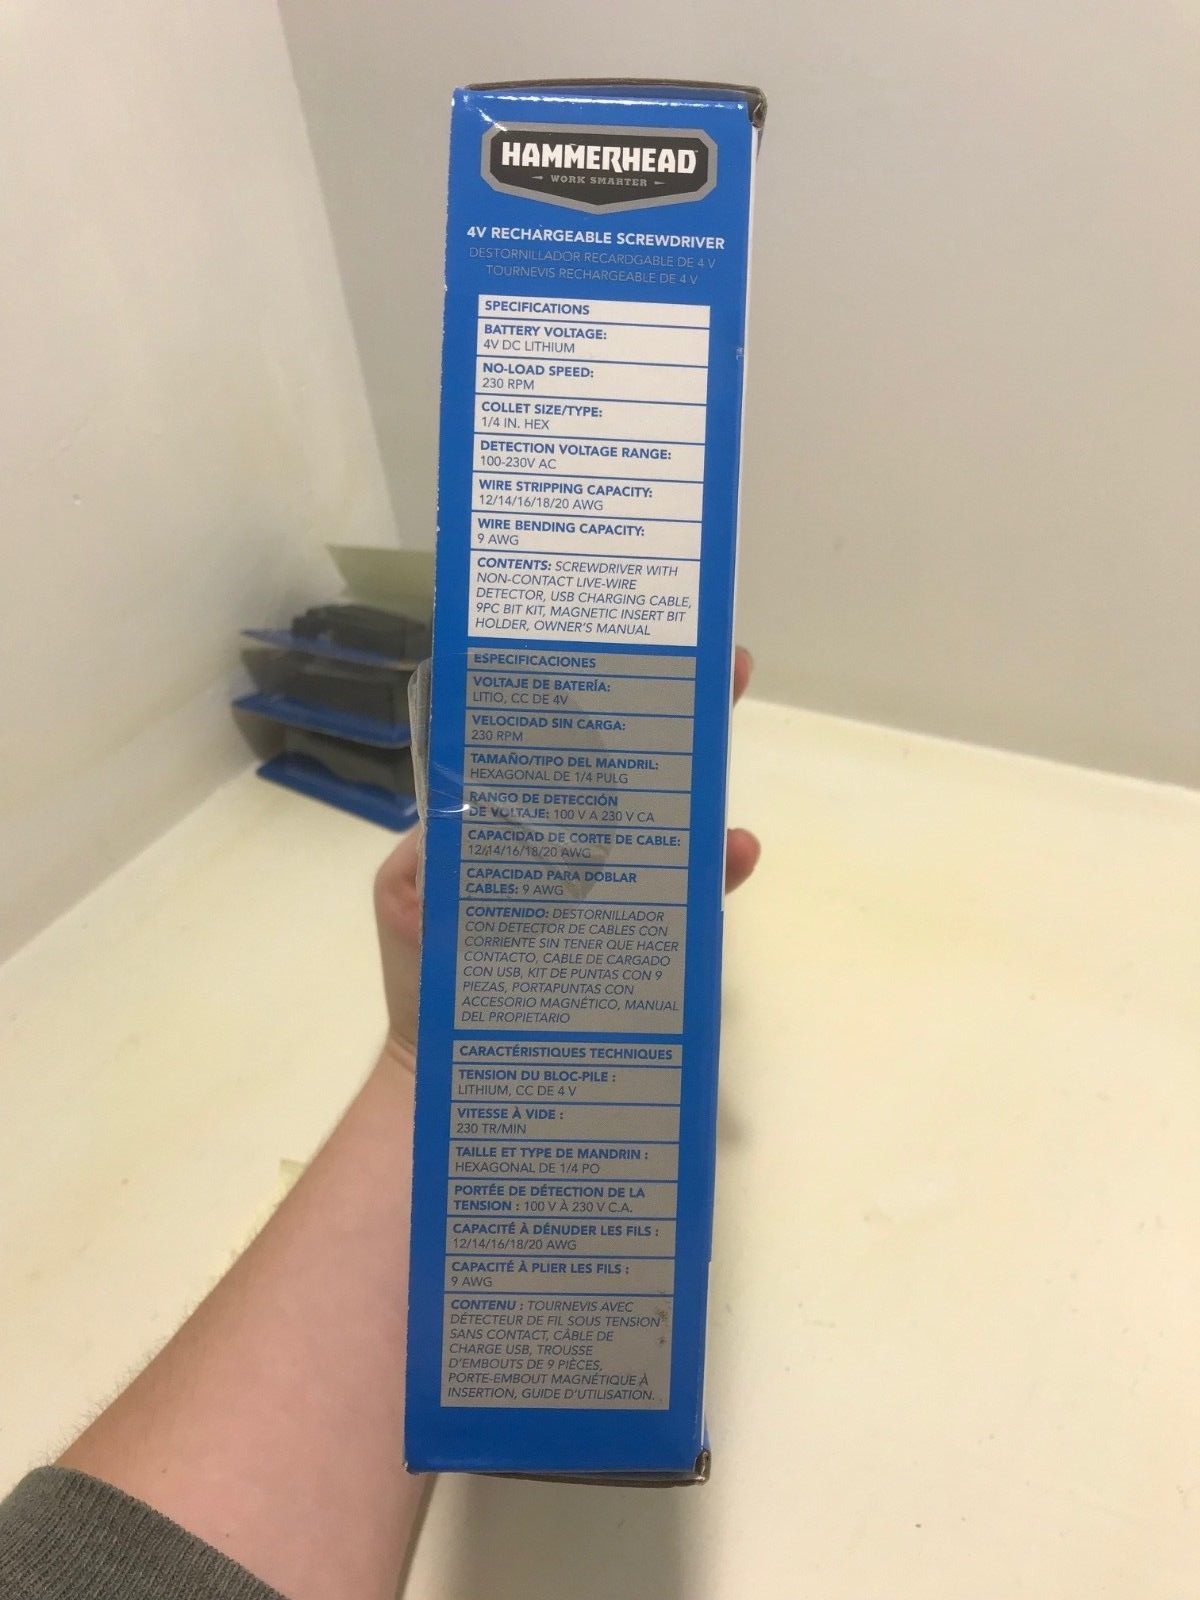 HAMMERHEAD
WORK SMARTER
4V RECHARGEABLE SCREWDRIVER
DESTORNILLADOR RECARDGABLE DE 4 V
TOURNEVIS RECHARGEABLE DE 4 V
SPECIFICATIONS
BATTERY VOLTAGE:
4V DC LITHIUM
NO-LOAD SPEED:
230 RPM
COLLET SIZE/TYPE:
1/4 IN. HEX
DETECTION VOLTAGE RANGE:
100-230V AC
WIRE STRIPPING CAPACITY:
12/14/16/18/20 AWG
WIRE BENDING CAPACITY:
9 AWG
CONTENTS: SCREWDRIVER WITH
NON-CONTACT LIVE-WIRE
DETECTOR, USB CHARGING CABLE,
9PC BIT KIT, MAGNETIC INSERT BIT
HOLDER, OWNER'S MANUAL
ESPECIFICACIONES
VOLTAJE DE BATERÍA:
LITIO, CC DE 4V
VELOCIDAD SIN CARGA:
230 RPM
TAMAÑO/TIPO DEL MANDRIL:
HEXAGONAL DE 1/4 PULG
RANGO DE DETECCIÓN
DE VOLTAJE: 100 V A 230 V CA
CAPACIDAD DE CORTE DE CABLE:
12/14/16/18/20 AWG
CAPACIDAD PARA DOBLAR
CABLES: 9 AWG
CONTENIDO: DESTORNILLADOR
CON DETECTOR DE CABLES CON
CORRIENTE SIN TENER QUE HACER
CONTACTO, CABLE DE CARGADO
CON USB, KIT DE PUNTAS CON 9
PIEZAS, PORTAPUNTAS CON
ACCESORIO MAGNÉTICO, MANUAL
DEL PROPIETARIO
CARACTÉRISTIQUES TECHNIQUES
TENSION DU BLOC-PILE :
LITHIUM, CC DE 4 V
VITESSE À VIDE :
230 TR/MIN
TAILLE ET TYPE DE MANDRIN :
HEXAGONAL DE 1/4 PO
PORTÉE DE DÉTECTION DE LA
TENSION : 100 V À 230 V C.A.
CAPACITÉ À DÉNUDER LES FILS :
12/14/16/18/20 AWG
CAPACITÉ À PLIER LES FILS :
9 AWG
CONTENU : TOURNEVIS AVEC
DÉTECTEUR DE FIL SOUS TENSION
SANS CONTACT, CÂBLE DE
CHARGE USB, TROUSSE
D'EMBOUTS DE 9 PIÈCES,
PORTE-EMBOUT MAGNÉTIQUE À
INSERTION, GUIDE D'UTILISATION.